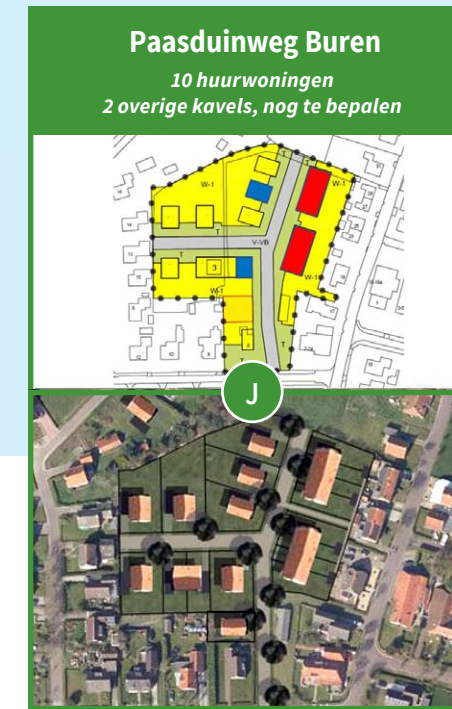 Paasduinweg Buren
10 huurwoningen
2 overige kavels, nog te bepalen
T
T
W-1
W-1
T
V-VB
T
3
W-1
W-1
T
T
J